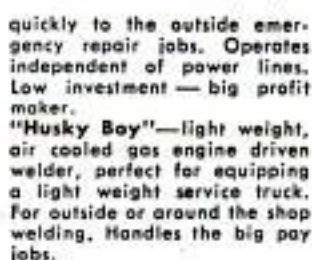 quickly to the outside emer-
gency repair jobs. Operates
independent of power lines.
Low investment — big profit
maker.
"Husky Boy"—light weight,
air cooled gas engine driven
welder, perfect for equipping
a light weight service truck.
For outside or around the shop
welding. Handles the big pay
jobs.